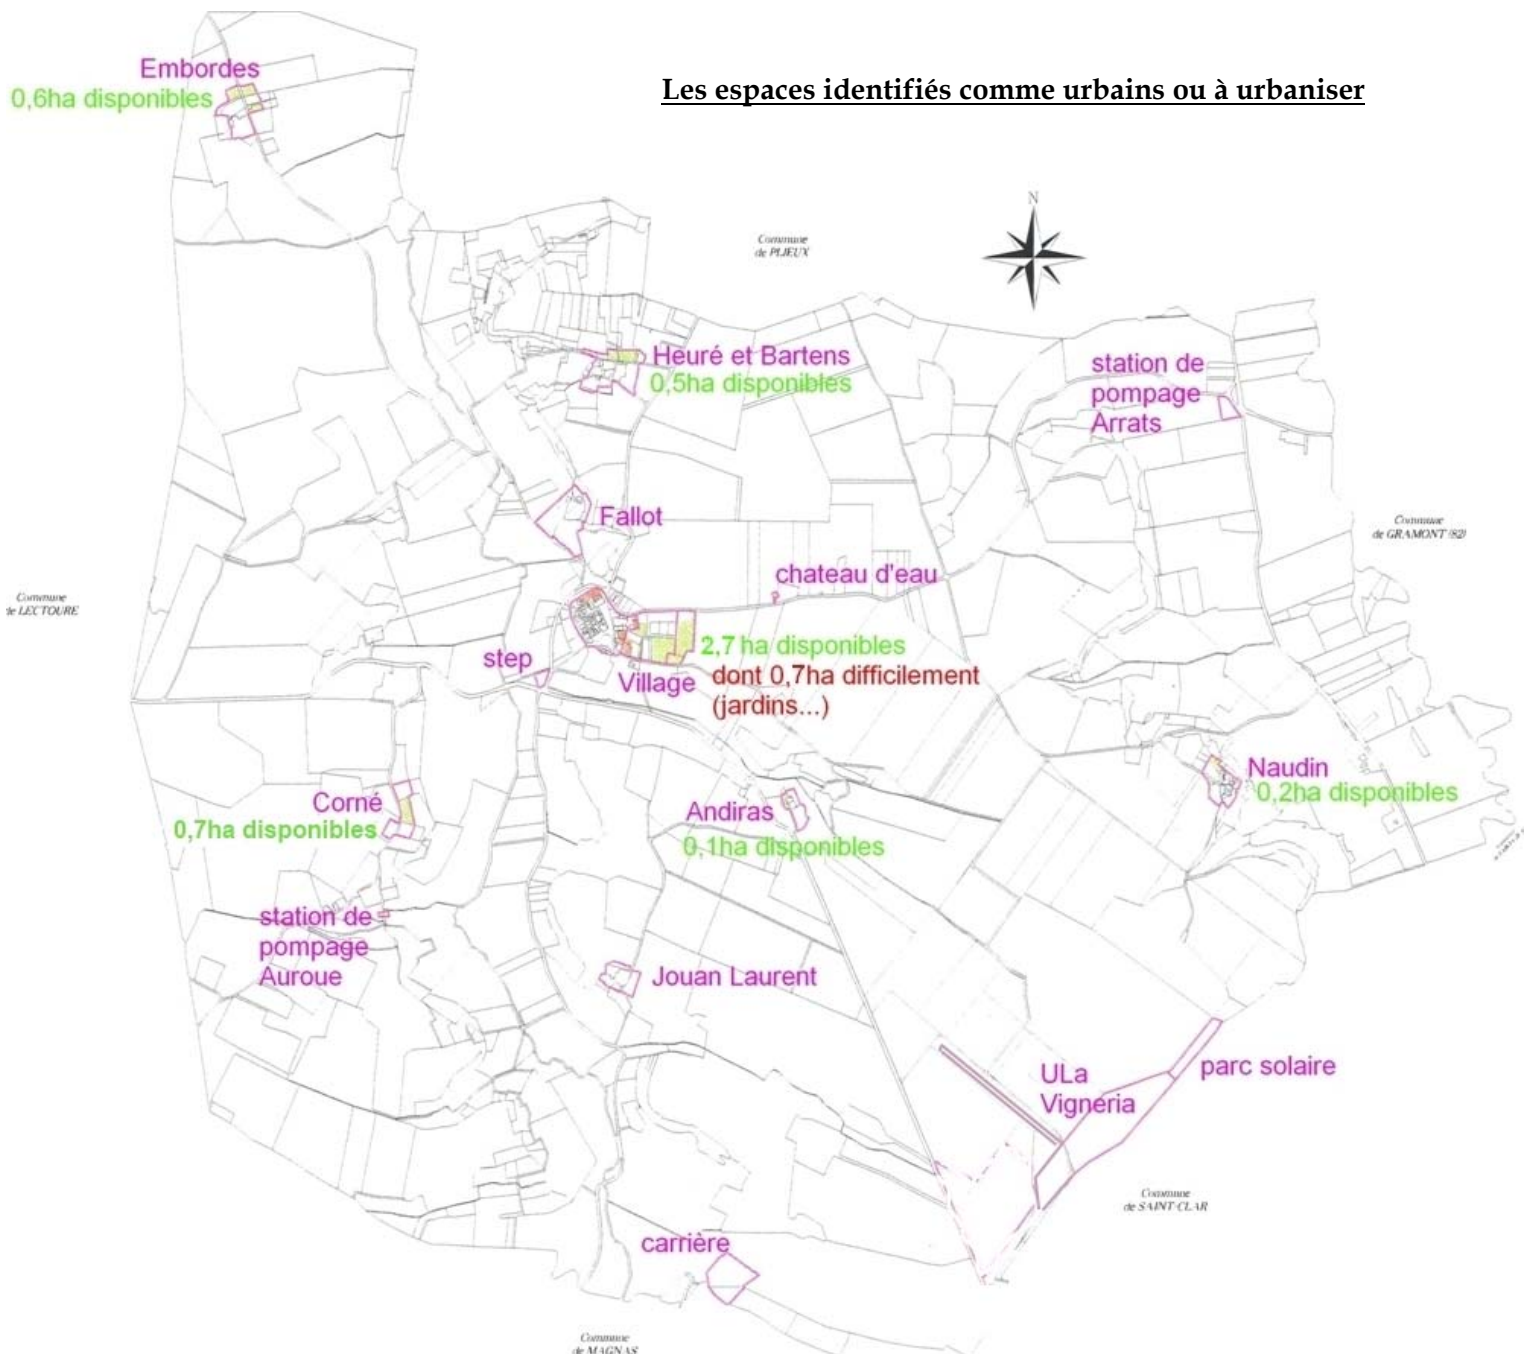 Les espaces identifiés comme urbains ou à urbaniser
Embordes
0,6ha disponibles
N
Commune
de PLIEUX
Heuré et Bartens
0,5ha disponibles
station de
pompage
Arrats
Fallot
Commune
de GRAMONT (82)
chateau d'eau
Commune
de LECTOURE
2,7 ha disponibles
dont 0,7ha difficilement
(jardins...)
step
Village
Naudin
0,2ha disponibles
Corné
0,7ha disponibles
Andiras
0,1ha disponibles
station de
pompage
Auroue
Jouan Laurent
ULa
Vigneria
parc solaire
Commune
de SAINT-CLAR
carrière
Commune
de MAGNAS